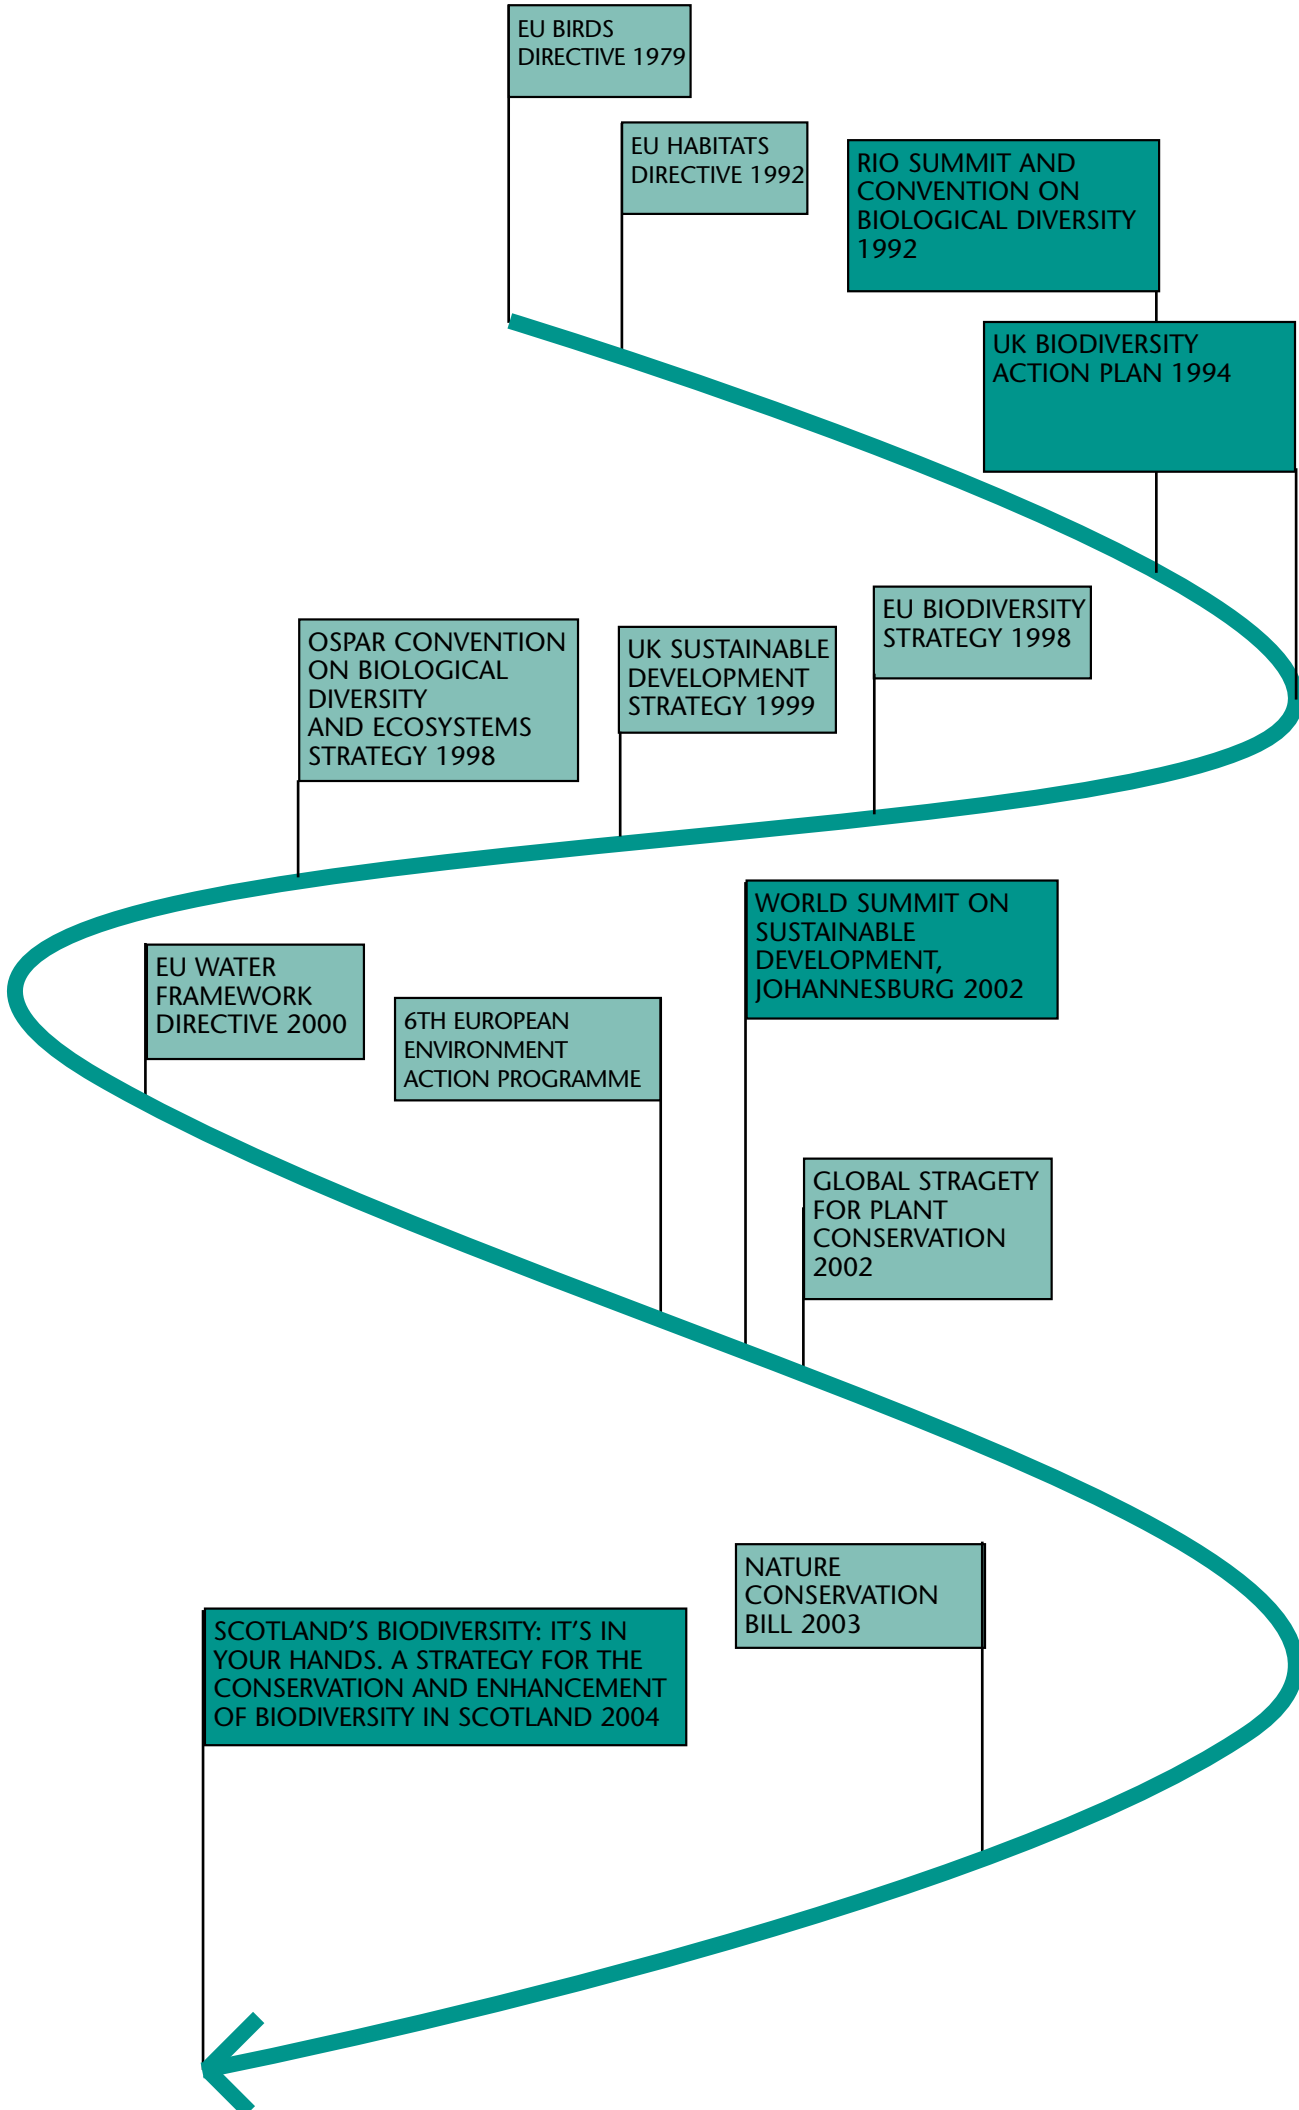 EU BIRDS
DIRECTIVE 1979
EU HABITATS
DIRECTIVE 1992
RIO SUMMIT AND
CONVENTION ON
BIOLOGICAL DIVERSITY
1992
UK BIODIVERSITY
ACTION PLAN 1994
EU BIODIVERSITY
STRATEGY 1998
UK SUSTAINABLE
DEVELOPMENT
STRATEGY 1999
OSPAR CONVENTION
ON BIOLOGICAL
DIVERSITY
AND ECOSYSTEMS
STRATEGY 1998
EU WATER
FRAMEWORK
DIRECTIVE 2000
6TH EUROPEAN
ENVIRONMENT
ACTION PROGRAMME
WORLD SUMMIT ON
SUSTAINABLE
DEVELOPMENT,
JOHANNESBURG 2002
GLOBAL STRAGETY
FOR PLANT
CONSERVATION
2002
NATURE
CONSERVATION
BILL 2003
SCOTLAND’S BIODIVERSITY: IT’S IN
YOUR HANDS. A STRATEGY FOR THE
CONSERVATION AND ENHANCEMENT
OF BIODIVERSITY IN SCOTLAND 2004